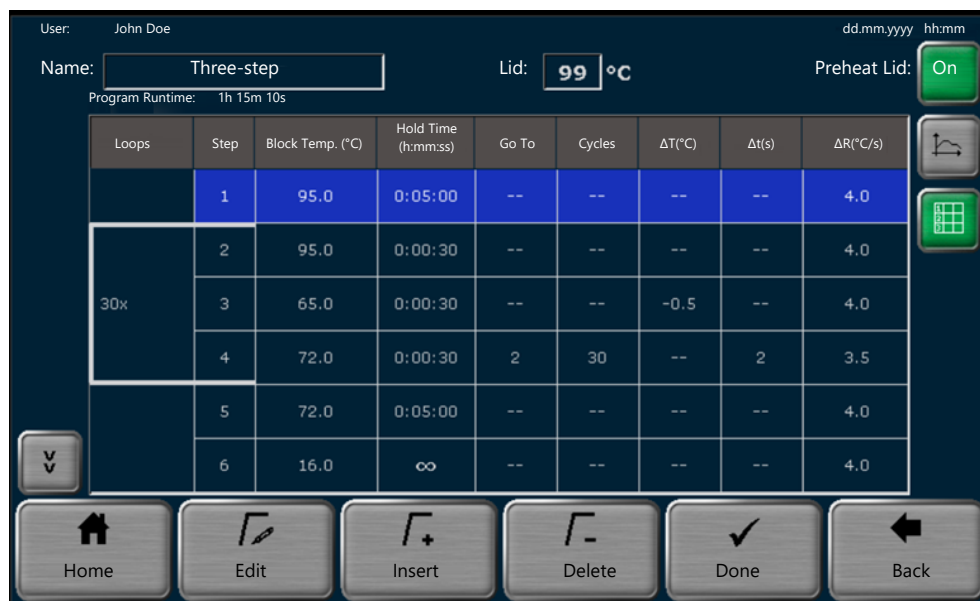 User: John Doe dd.mm.yyyy hh:mm
Name: Three-step Lid: 99 °C Preheat Lid: On
Program Runtime: 1h 15m 10s
Loops Step Block Temp. (°C) Hold Time (h:mm:ss) Go To Cycles ΔT(°C) Δt(s) ΔR(°C/s)
1 95.0 0:05:00 -- -- -- -- 4.0
2 95.0 0:00:30 -- -- -- -- 4.0
30x 3 65.0 0:00:30 -- -- -0.5 -- 4.0
4 72.0 0:00:30 2 30 -- 2 3.5
5 72.0 0:05:00 -- -- -- -- 4.0
6 16.0 ∞ -- -- -- -- 4.0
Home Edit Insert Delete Done Back